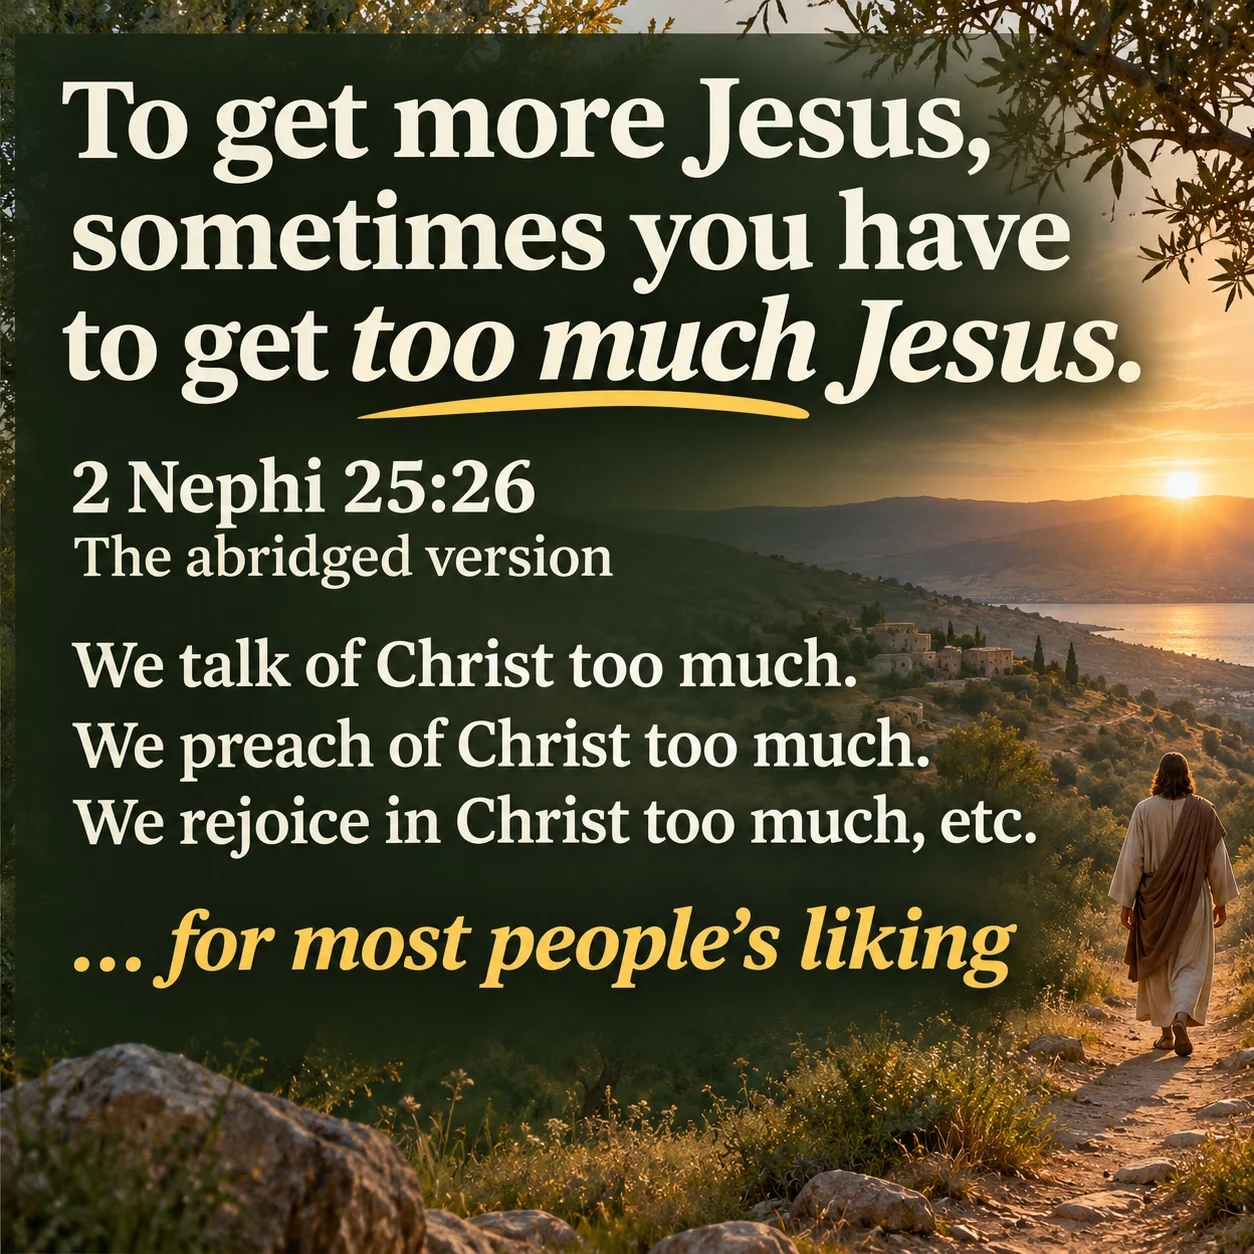 To get more Jesus,
sometimes you have
to get too much Jesus.
2 Nephi 25:26
The abridged version
We talk of Christ too much.
We preach of Christ too much.
We rejoice in Christ too much, etc.
... for most people’s liking